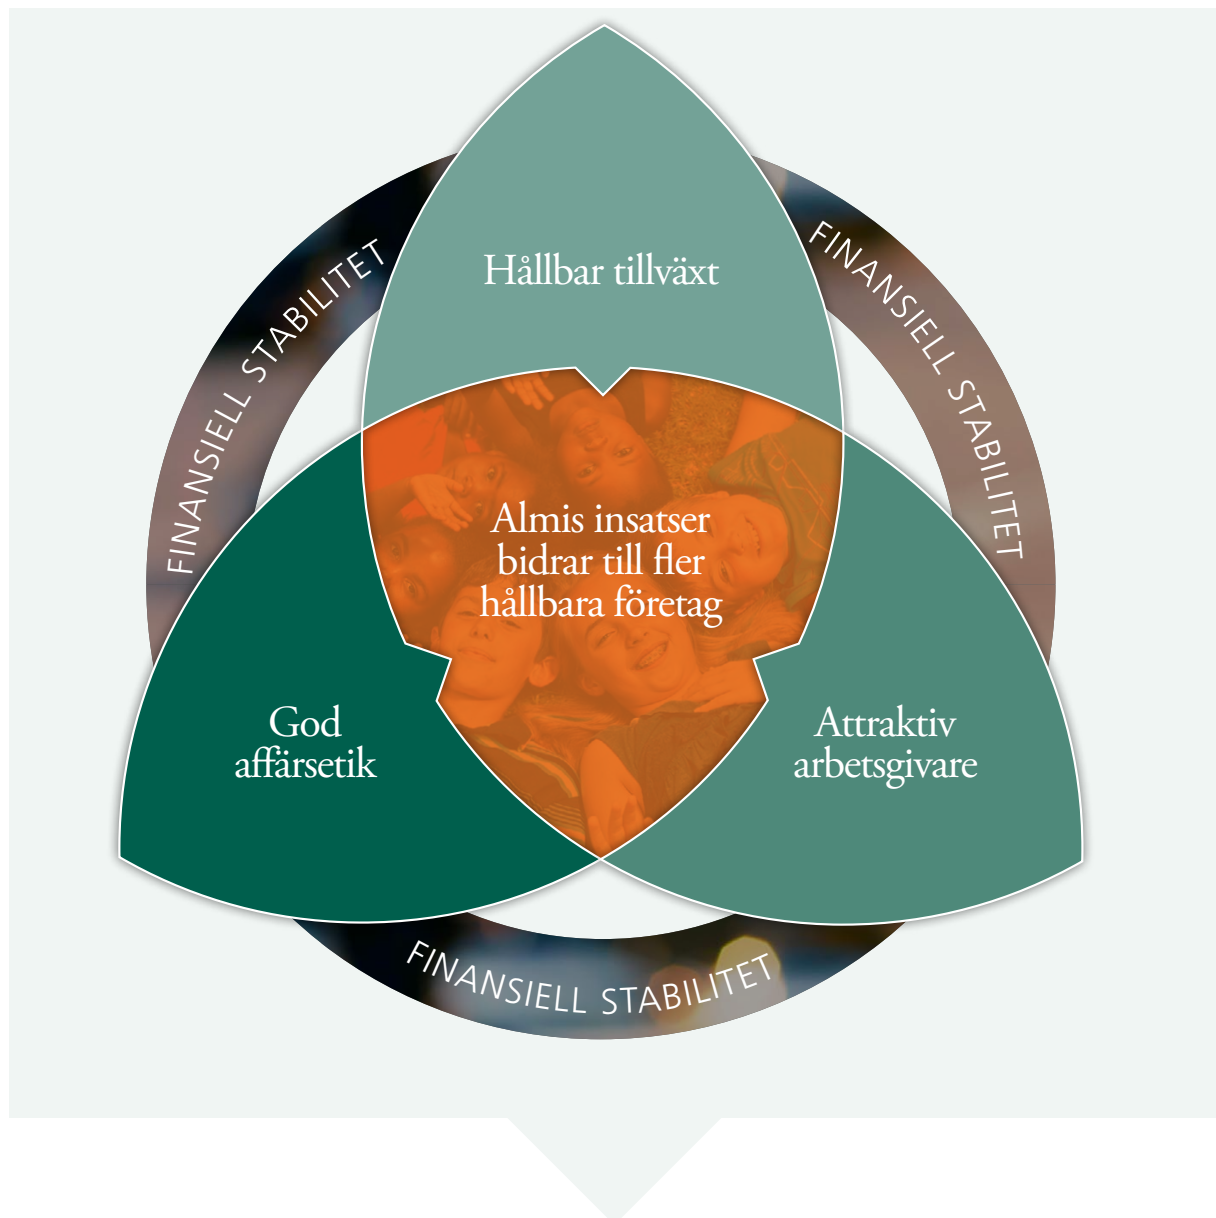 Hållbar tillväxt
FINANSIELL STABILITET
FINANSIELL STABILITET
Almis insatser
bidrar till fler
hållbara företag
God
affärsetik
Attraktiv
arbetsgivare
FINANSIELL STABILITET